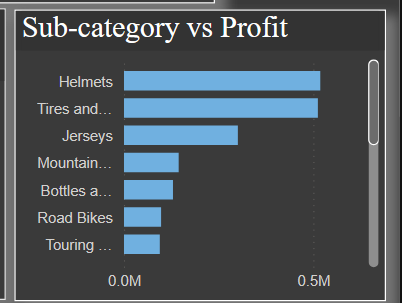 Sub-category vs Profit
Helmets
Tires and...
Jerseys
Mountain...
Bottles a...
Road Bikes
Touring ...
0.0M 0.5M